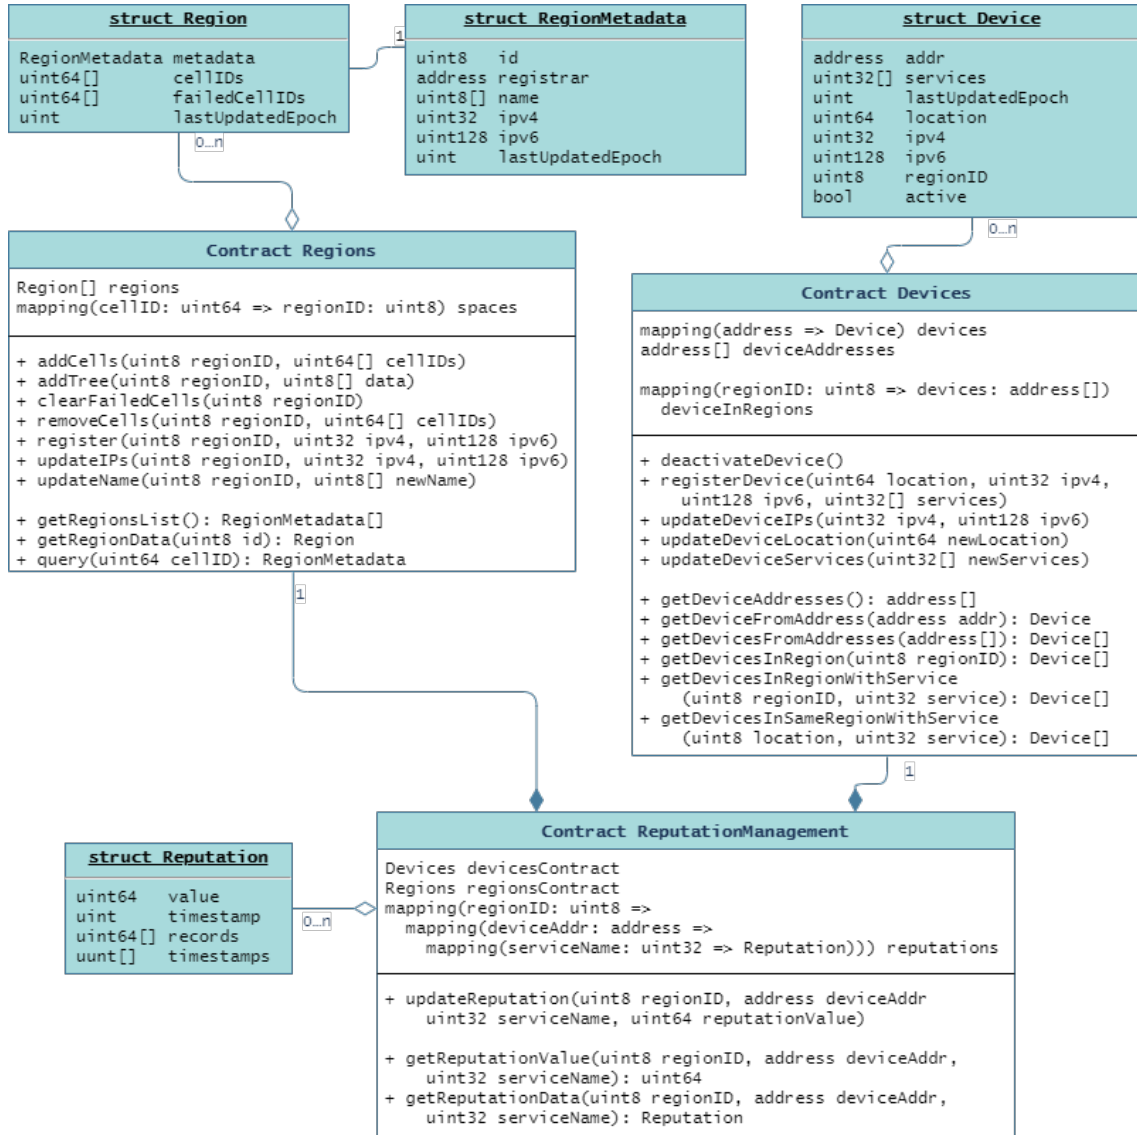 struct Region
RegionMetadata metadata
uint64[] cellIDs
uint64[] failedCellIDs
uint lastUpdatedEpoch
0…n
1
struct RegionMetadata
uint8 id
address registrar
uint8[] name
uint32 ipv4
uint128 ipv6
uint lastUpdatedEpoch
struct Device
address addr
uint32[] services
uint lastUpdatedEpoch
uint64 location
uint32 ipv4
uint128 ipv6
uint8 regionID
bool active
0…n
Contract Regions
Region[] regions
mapping(cellID: uint64 => regionID: uint8) spaces
+ addCells(uint8 regionID, uint64[] cellIDs)
+ addTree(uint8 regionID, uint8[] data)
+ clearFailedCells(uint8 regionID)
+ removeCells(uint8 regionID, uint64[] cellIDs)
+ register(uint8 regionID, uint32 ipv4, uint128 ipv6)
+ updateIPs(uint8 regionID, uint32 ipv4, uint128 ipv6)
+ updateName(uint8 regionID, uint8[] newName)
+ getRegionsList(): RegionMetadata[]
+ getRegionData(uint8 id): Region
+ query(uint64 cellID): RegionMetadata
1
Contract Devices
mapping(address => Device) devices
address[] deviceAddresses
mapping(regionID: uint8 => devices: address[])
deviceInRegions
+ deactivateDevice()
+ registerDevice(uint64 location, uint32 ipv4,
uint128 ipv6, uint32[] services)
+ updateDeviceIPs(uint32 ipv4, uint128 ipv6)
+ updateDeviceLocation(uint64 newLocation)
+ updateDeviceServices(uint32[] newServices)
+ getDeviceAddresses(): address[]
+ getDeviceFromAddress(address addr): Device
+ getDevicesFromAddresses(address[]): Device[]
+ getDevicesInRegion(uint8 regionID): Device[]
+ getDevicesInRegionWithService
(uint8 regionID, uint32 service): Device[]
+ getDevicesInSameRegionWithService
(uint8 location, uint32 service): Device[]
1
struct Reputation
uint64 value
uint timestamp
uint64[] records
uunt[] timestamps
0…n
Contract ReputationManagement
Devices devicesContract
Regions regionsContract
mapping(regionID: uint8 =>
mapping(deviceAddr: address =>
mapping(serviceName: uint32 => Reputation))) reputations
+ updateReputation(uint8 regionID, address deviceAddr
uint32 serviceName, uint64 reputationValue)
+ getReputationValue(uint8 regionID, address deviceAddr,
uint32 serviceName): uint64
+ getReputationData(uint8 regionID, address deviceAddr,
uint32 serviceName): Reputation